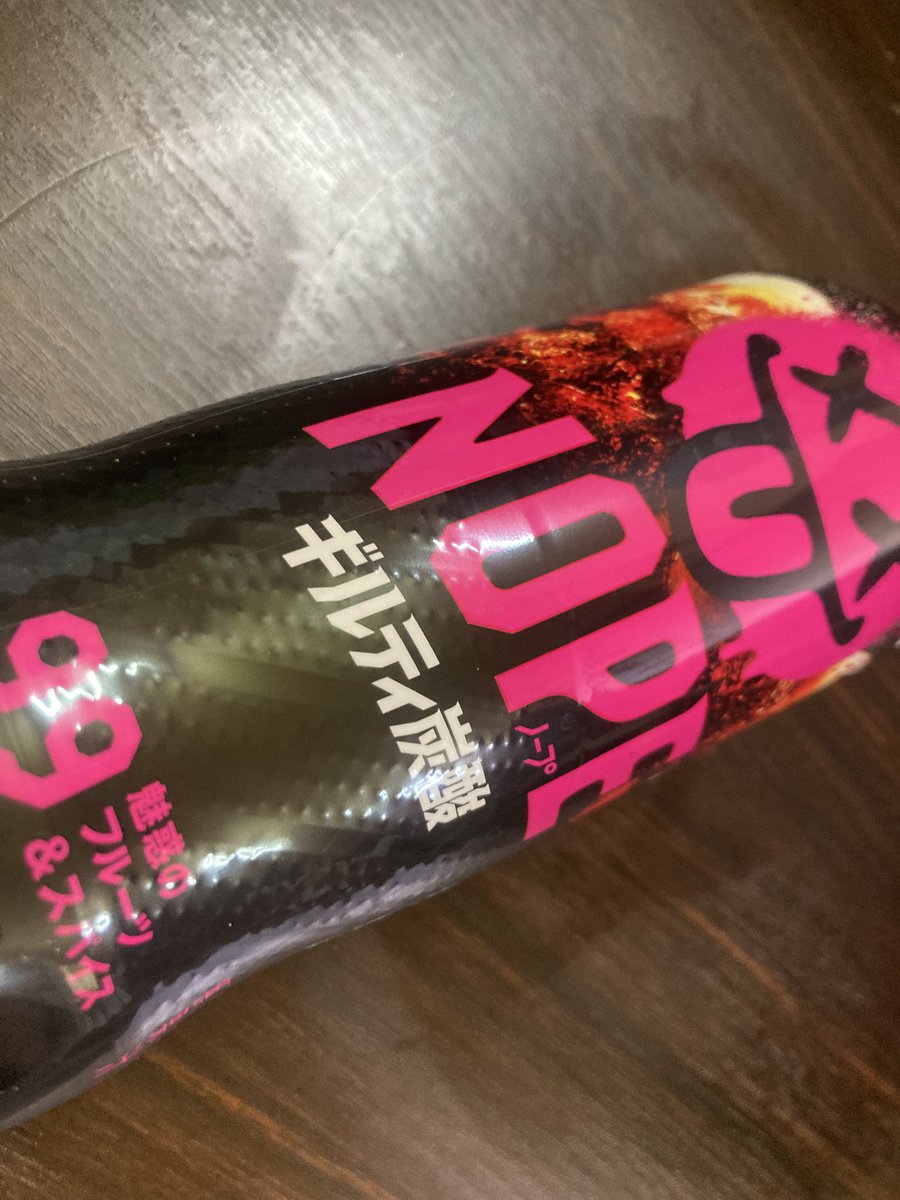 NOPE
ノープ
ギルティ炭酸
99
魅惑の
フルーツ
&スパイス